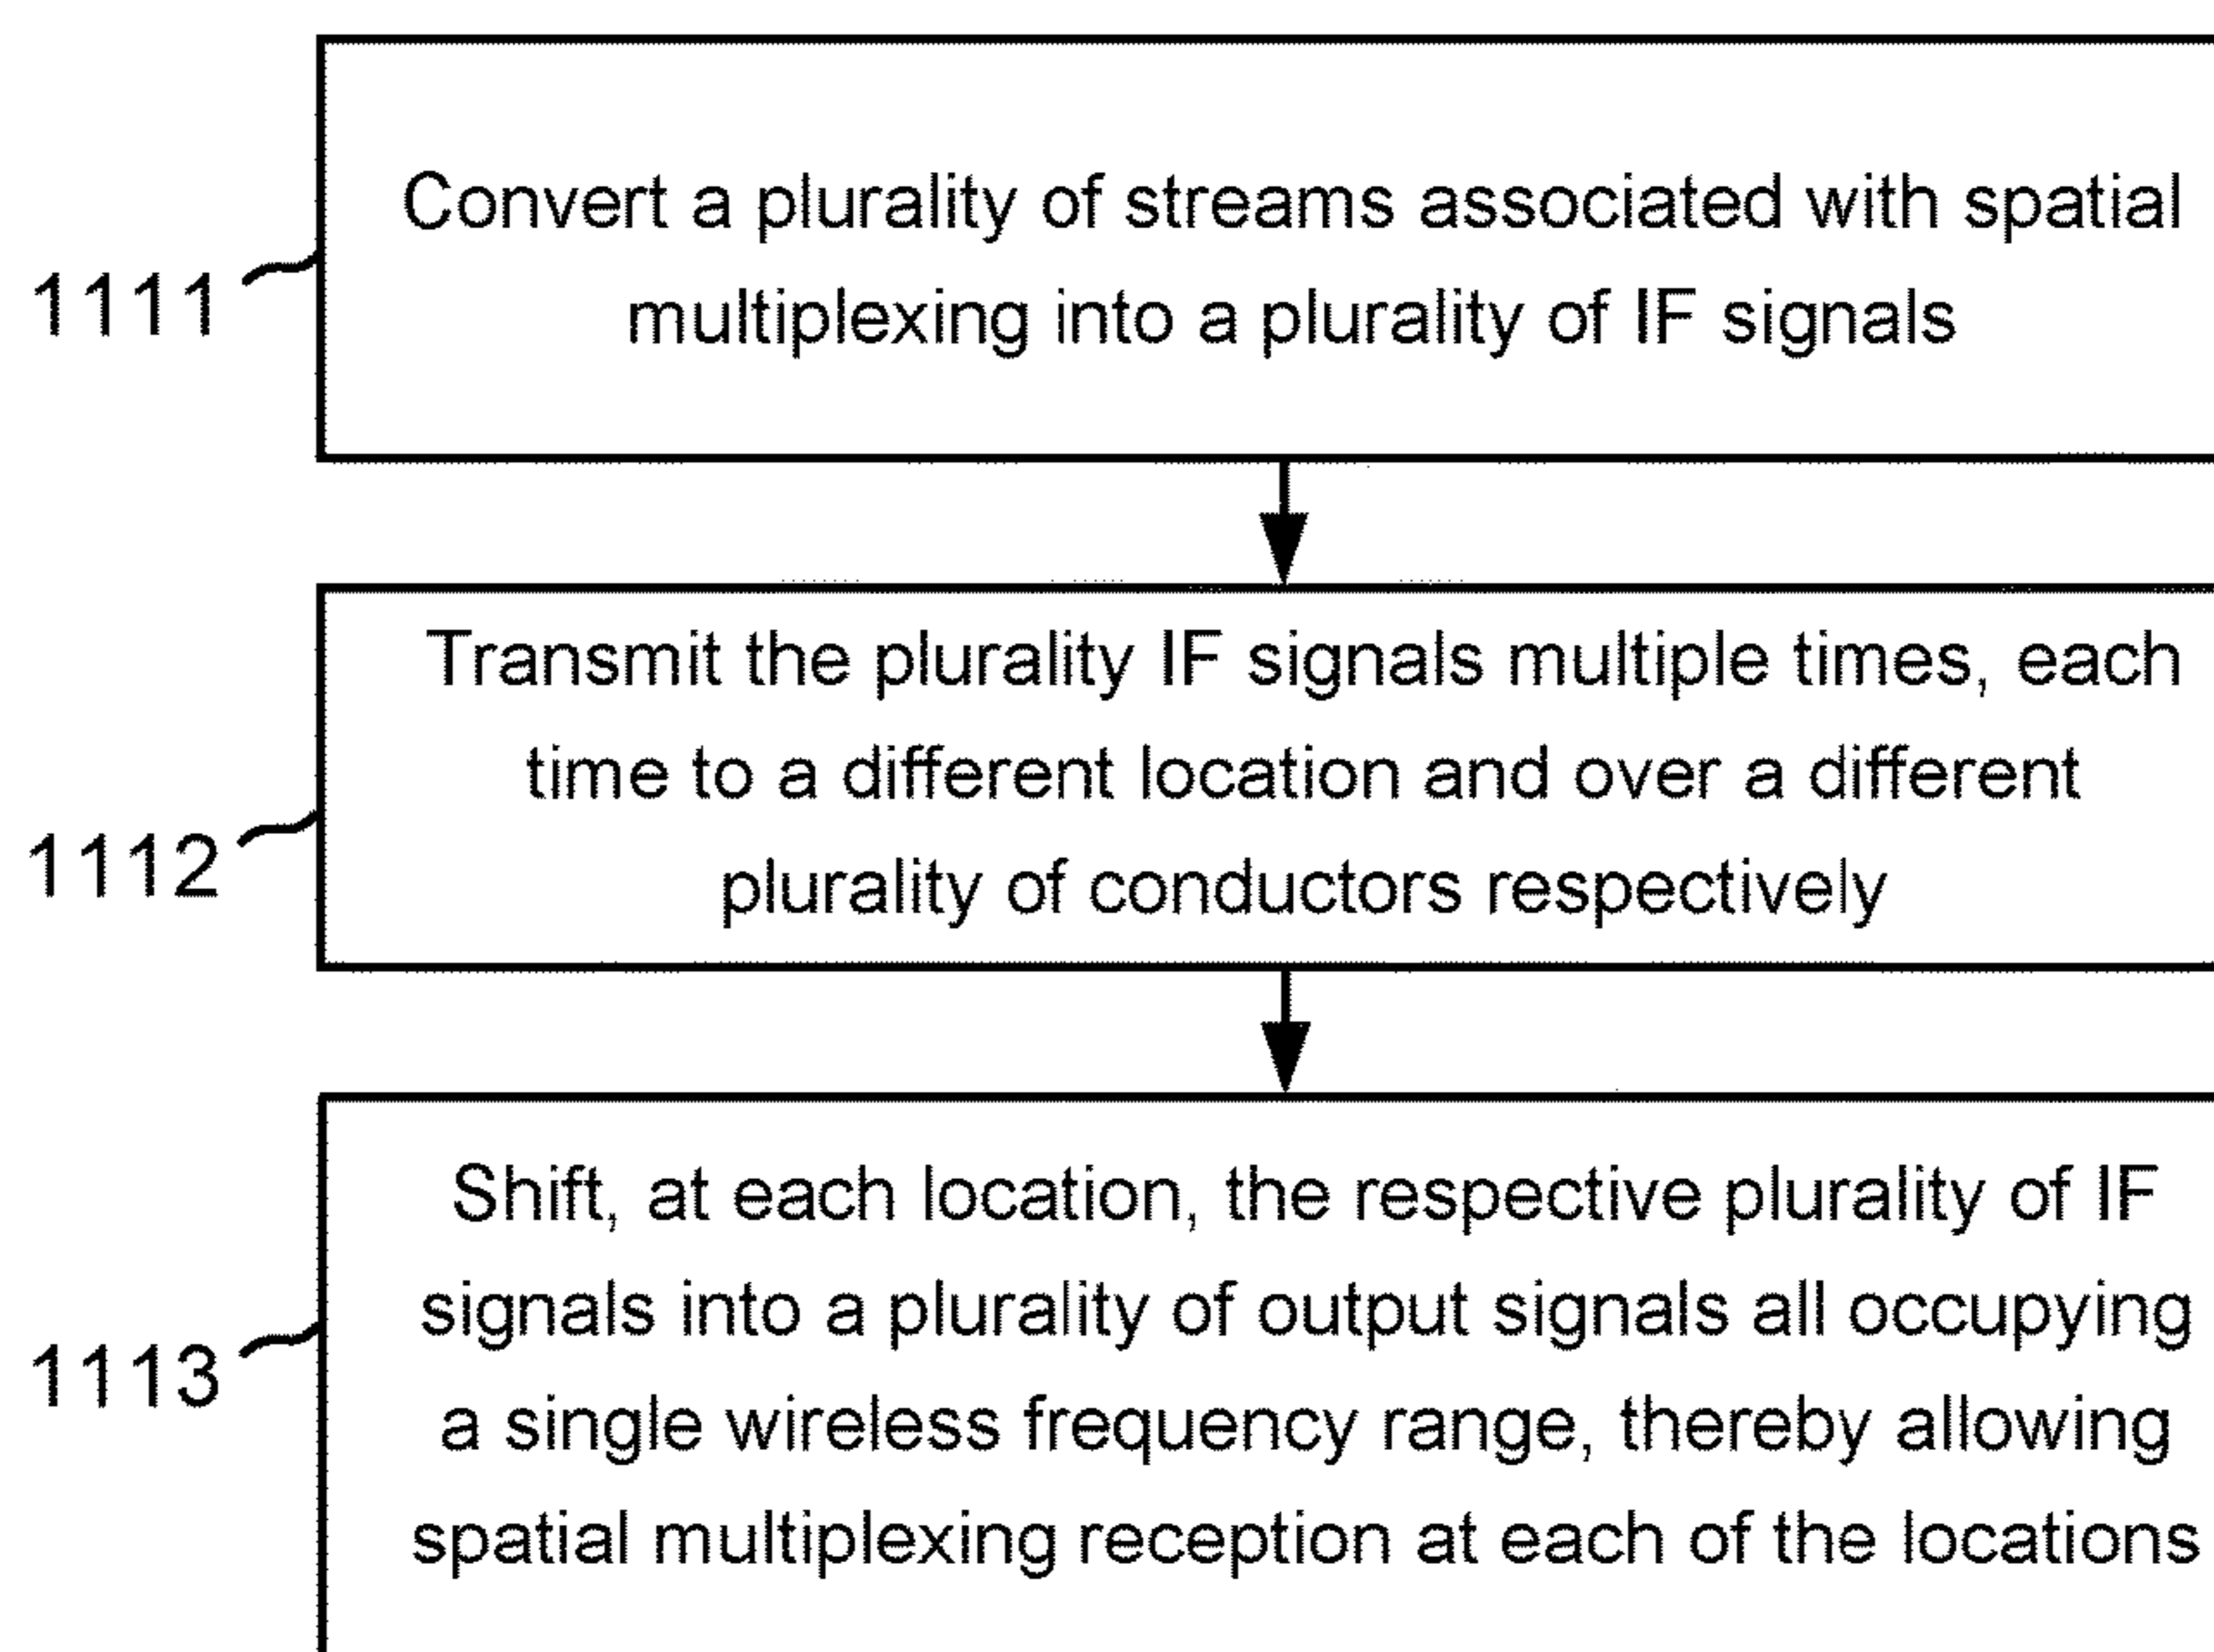 Convert a plurality of streams associated with spatial
multiplexing into a plurality of IF signals
1111
Transmit the plurality IF signals multiple times, each
time to a different location and over a different
plurality of conductors respectively
1112
Shift, at each location, the respective plurality of IF
signals into a plurality of output signals all occupying
a single wireless frequency range, thereby allowing
spatial multiplexing reception at each of the locations
1113